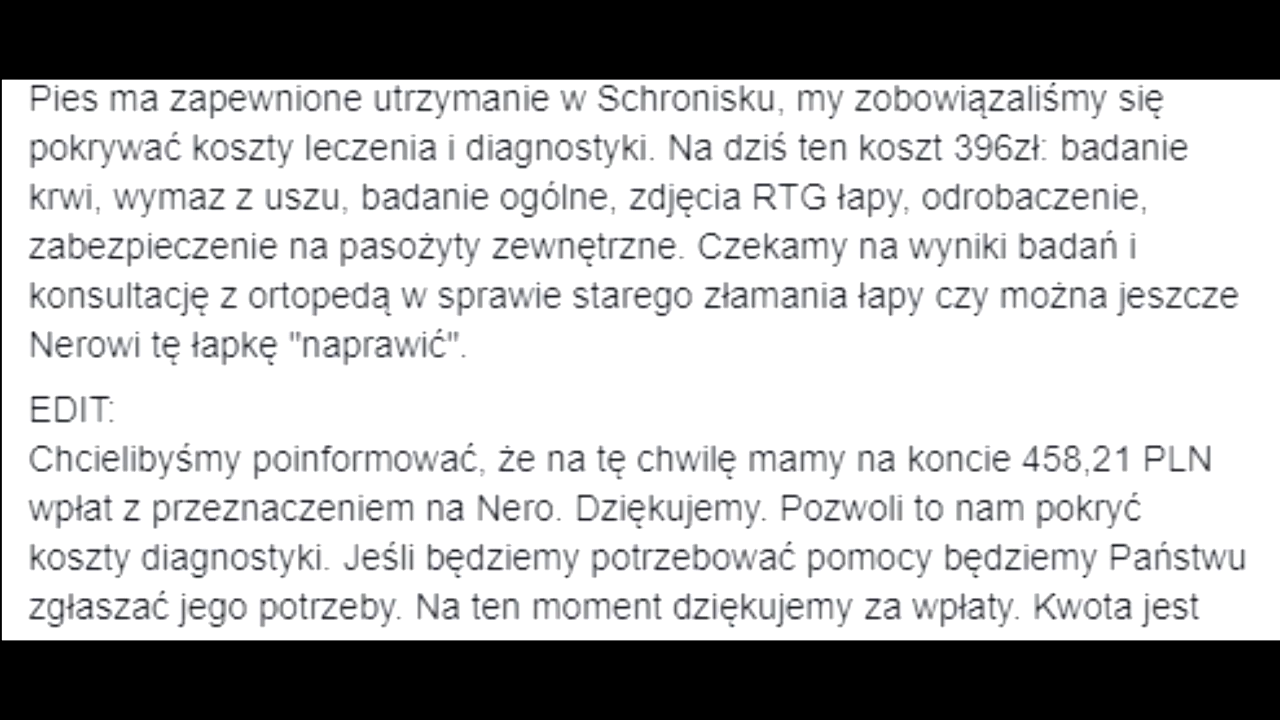 Pies ma zapewnione utrzymanie w Schronisku, my zobowiązaliśmy się
pokrywać koszty leczenia i diagnostyki. Na dziś ten koszt 396zł: badanie
krwi, wymaz z uszu, badanie ogólne, zdjęcia RTG łapy, odrobaczenie,
zabezpieczenie na pasożyty zewnętrzne. Czekamy na wyniki badań i
konsultację z ortopedą w sprawie starego złamania łapy czy można jeszcze
Nerowi tę łapkę "naprawić".
EDIT:
Chcielibyśmy poinformować, że na tę chwilę mamy na koncie 458,21 PLN
wpłat z przeznaczeniem na Nero. Dziękujemy. Pozwoli to nam pokryć
koszty diagnostyki. Jeśli będziemy potrzebować pomocy będziemy Państwu
zgłaszać jego potrzeby. Na ten moment dziękujemy za wpłaty. Kwota jest